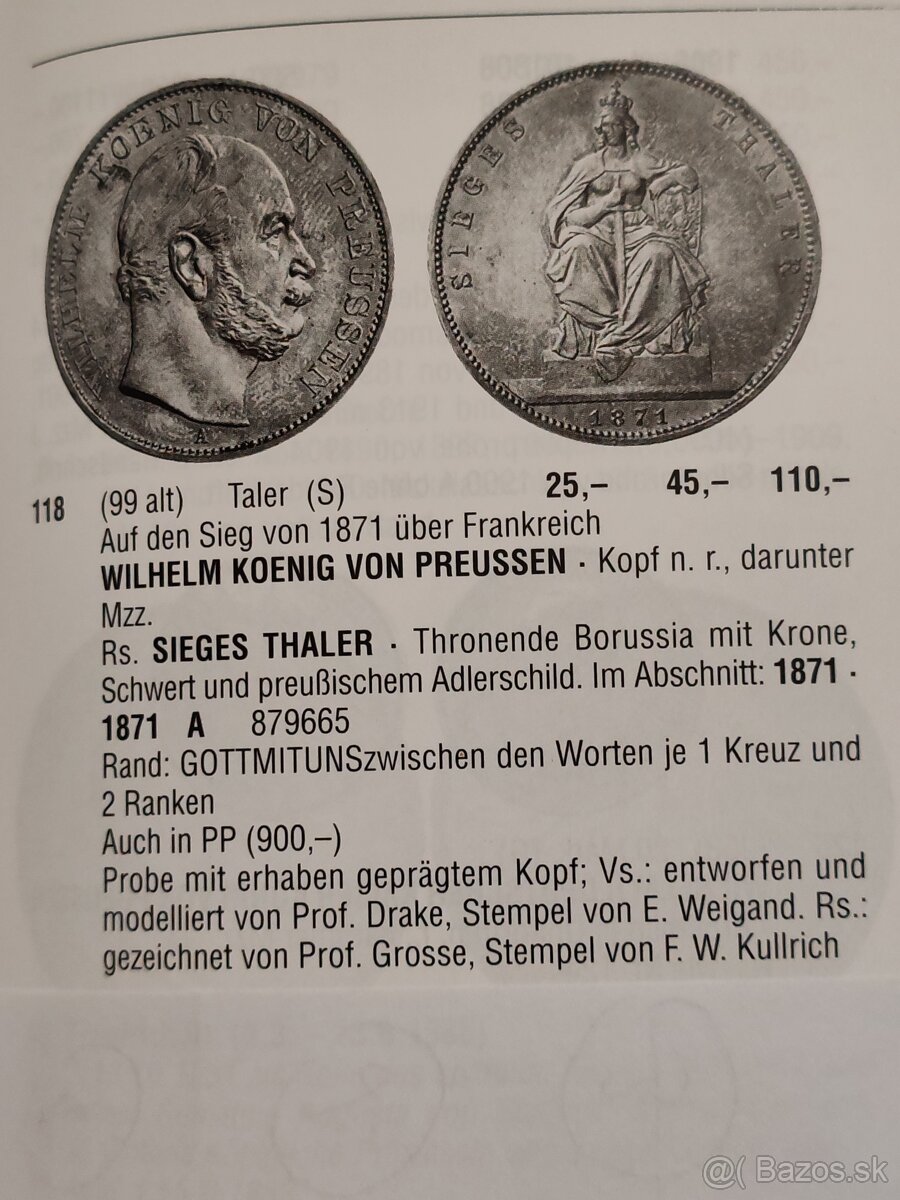 WILHELM KOENIG VON PREUSSEN
A
SIEGES THALER
1871
118 (99 alt) Taler (S) 25,– 45,– 110,–
Auf den Sieg von 1871 über Frankreich
WILHELM KOENIG VON PREUSSEN · Kopf n. r., darunter
Mzz.
Rs. SIEGES THALER · Thronende Borussia mit Krone,
Schwert und preußischem Adlerschild. Im Abschnitt: 1871 ·
1871 A 879665
Rand: GOTTMITUNSzwischen den Worten je 1 Kreuz und
2 Ranken
Auch in PP (900,–)
Probe mit erhaben geprägtem Kopf; Vs.: entworfen und
modelliert von Prof. Drake, Stempel von E. Weigand. Rs.:
gezeichnet von Prof. Grosse, Stempel von F. W. Kullrich
@( Bazos.sk